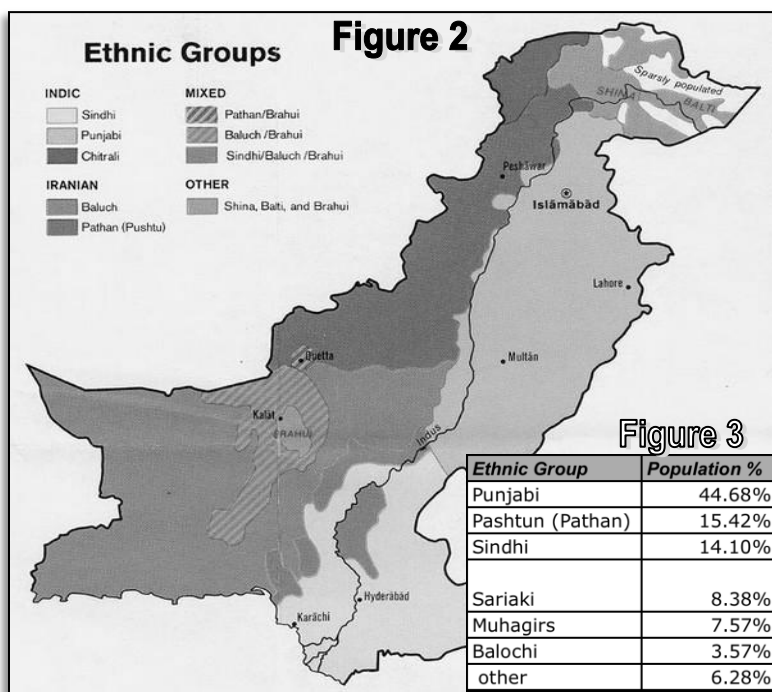 Figure 2
Ethnic Groups
INDIC
Sindhi
Punjabi
Chitrali
IRANIAN
Baluch
Pathan (Pushtu)
MIXED
Pathan/Brahui
Baluch/Brahui
Sindhi/Baluch/Brahui
OTHER
Shina, Balti, and Brahui
Sparsly populated
SHINA
BALTI
Peshāwar
Islāmābād
Lahore
Quetta
Multān
Kalāt
BRAHUI
Indus
Hyderābād
Karāchi
Figure 3
Ethnic Group Population %
Punjabi 44.68%
Pashtun (Pathan) 15.42%
Sindhi 14.10%
Sariaki 8.38%
Muhagirs 7.57%
Balochi 3.57%
other 6.28%